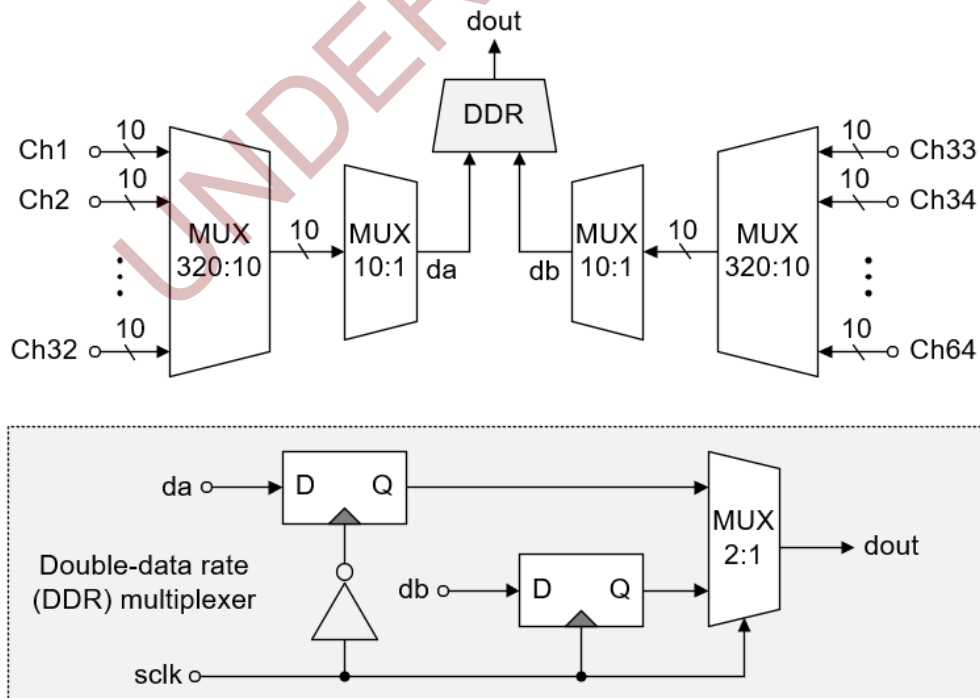 dout
DDR
Ch1
10
Ch2
10
Ch32
10
MUX
320:10
10
MUX
10:1
da
db
MUX
10:1
10
MUX
320:10
10
Ch33
10
Ch34
10
Ch64
da
D Q
db
D Q
MUX
2:1
dout
Double-data rate
(DDR) multiplexer
sclk